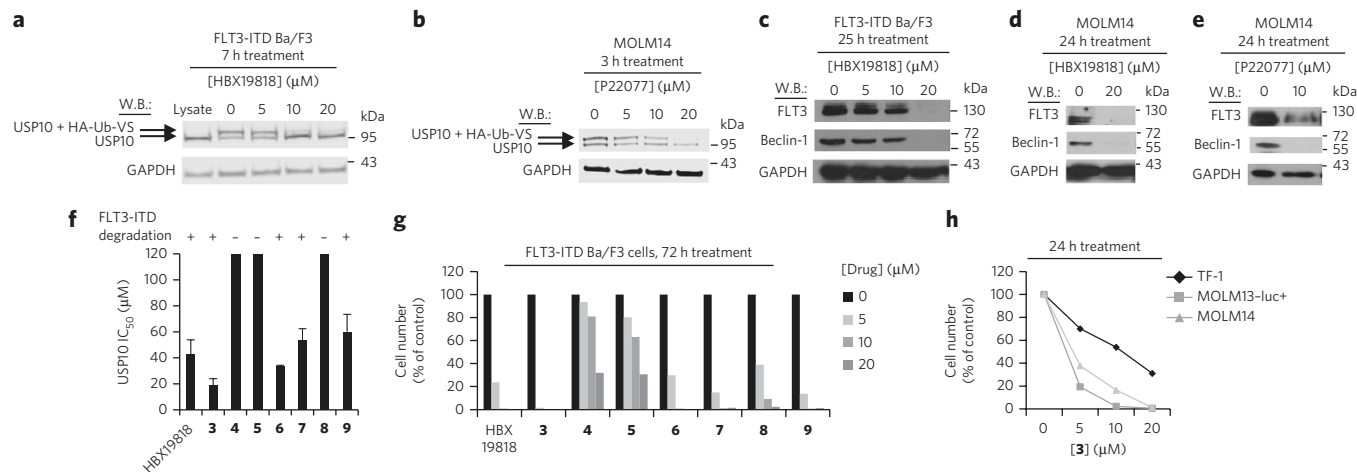 a
FLT3-ITD Ba/F3
7 h treatment
[HBX19818] (μM)
W.B.: Lysate 0 5 10 20 kDa
USP10 + HA-Ub-VS
USP10
95
43
GAPDH
b
MOLM14
3 h treatment
[P22077] (μM)
W.B.: 0 5 10 20 kDa
USP10 + HA-Ub-VS
USP10
95
43
GAPDH
c
FLT3-ITD Ba/F3
25 h treatment
[HBX19818] (μM)
W.B.: 0 5 10 20 kDa
FLT3 130
Beclin-1 72
55
43
GAPDH
d
MOLM14
24 h treatment
[HBX19818] (μM)
W.B.: 0 20 kDa
FLT3 130
72
Beclin-1 55
43
GAPDH
e
MOLM14
24 h treatment
[P22077] (μM)
W.B.: 0 10 kDa
FLT3 130
72
Beclin-1 55
43
GAPDH
f
FLT3-ITD
degradation + + – – + + – +
USP10 IC50 (μM)
120
100
80
60
40
20
0
HBX19818 3 4 5 6 7 8 9
g
FLT3-ITD Ba/F3 cells, 72 h treatment
Cell number
(% of control)
120
100
80
60
40
20
0
HBX
19818 3 4 5 6 7 8 9
[Drug] (μM)
0
5
10
20
h
24 h treatment
Cell number
(% of control)
120
100
80
60
40
20
0
0 5 10 20
[3] (μM)
TF-1
MOLM13–luc+
MOLM14